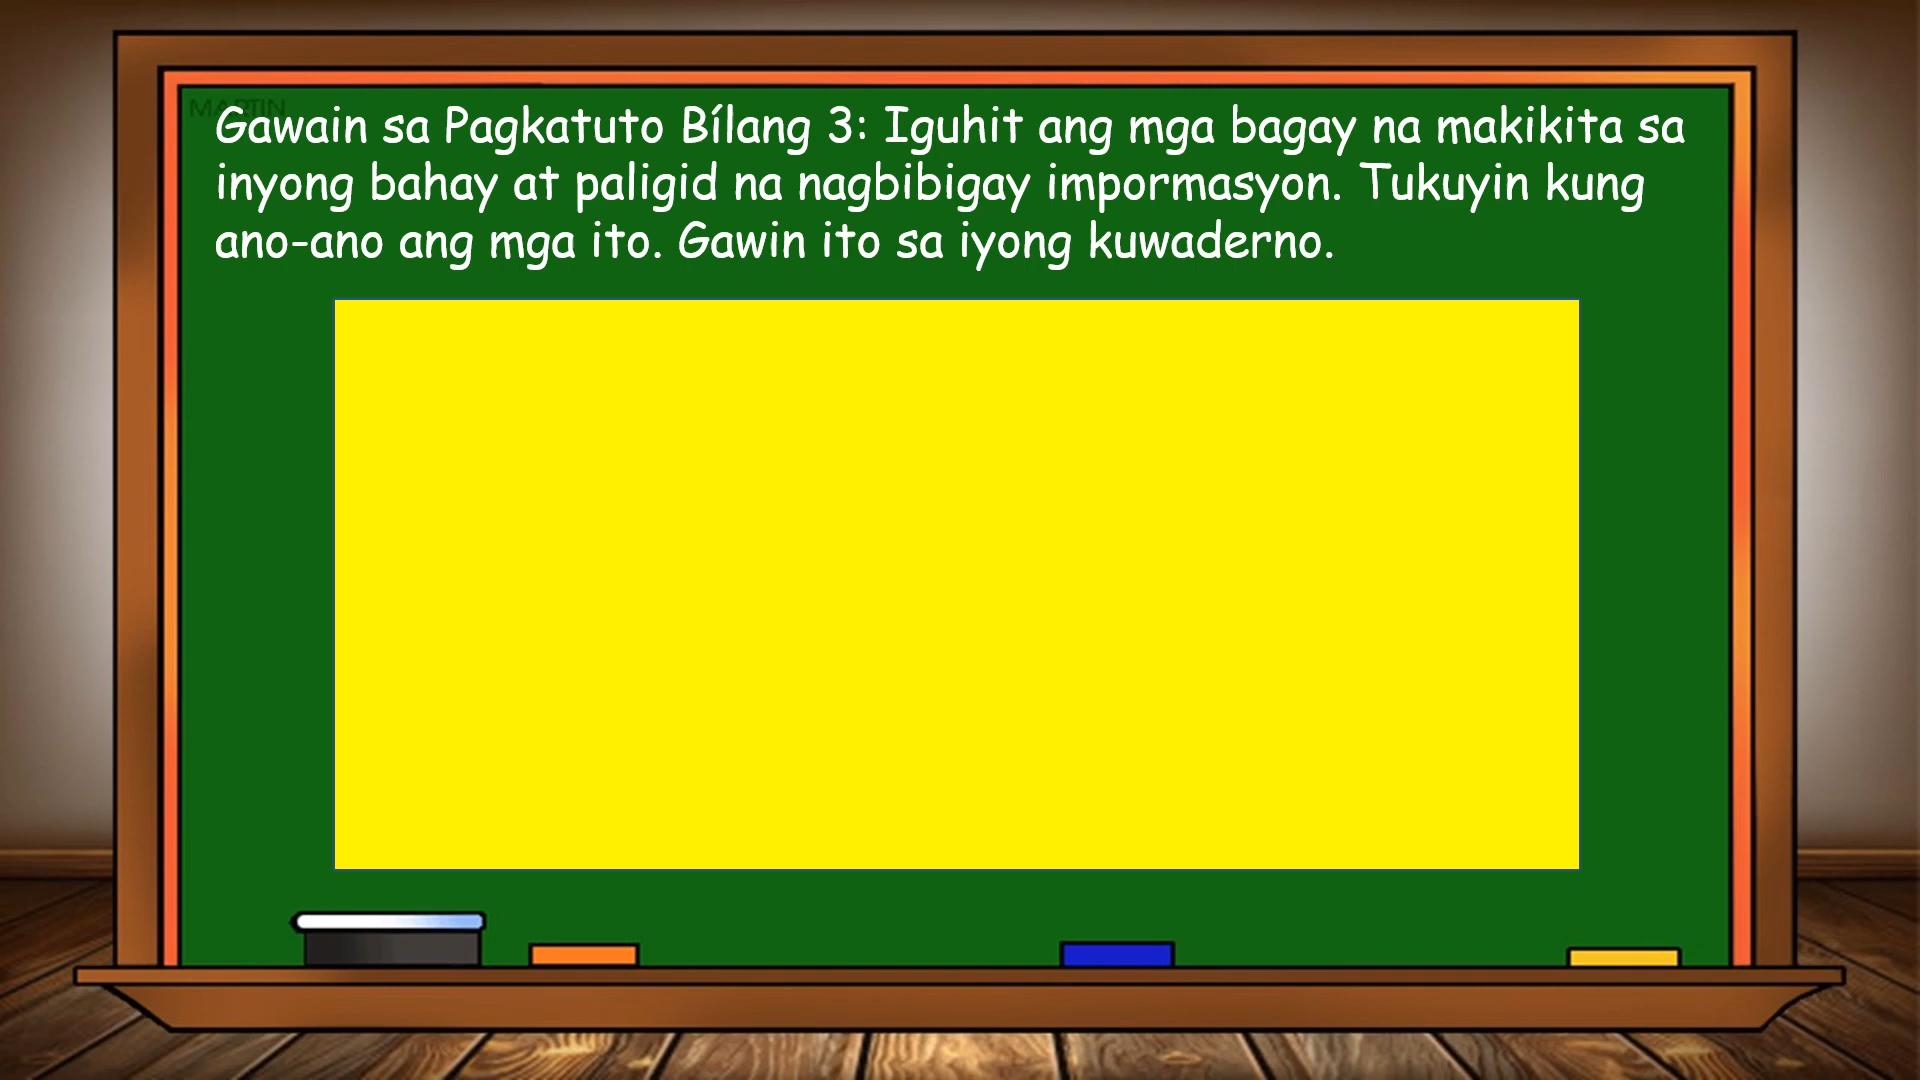 MARTIN
Gawain sa Pagkatuto Bílang 3: Iguhit ang mga bagay na makikita sa
inyong bahay at paligid na nagbibigay impormasyon. Tukuyin kung
ano-ano ang mga ito. Gawin ito sa iyong kuwaderno.